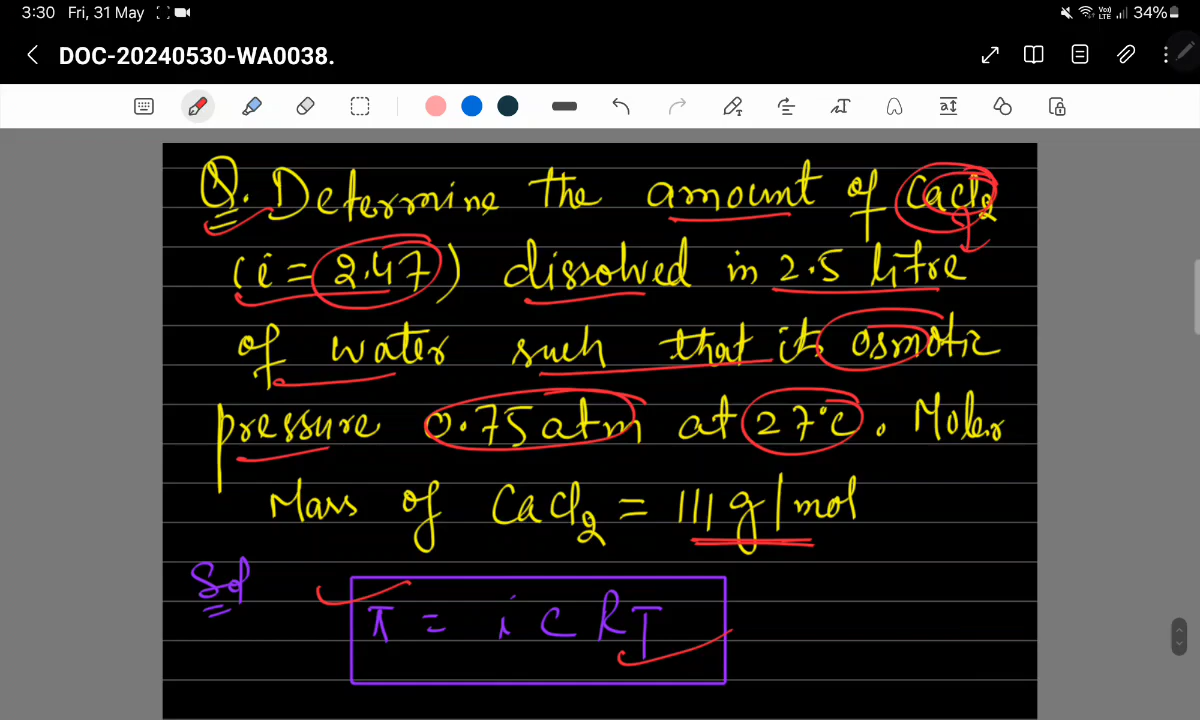 3:30 Fri, 31 May 34%
DOC-20240530-WA0038.
Q. Determine the amount of CaCl2
(i = 2.47) dissolved in 2.5 litre
of water such that its osmotic
pressure 0.75 atm at 27°C. Molar
Mass of CaCl2 = 111 g/mol
Sol
π = i C R T